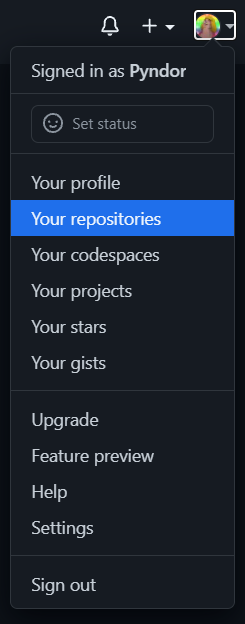 Signed in as Pyndor
Set status
Your profile
Your repositories
Your codespaces
Your projects
Your stars
Your gists
Upgrade
Feature preview
Help
Settings
Sign out